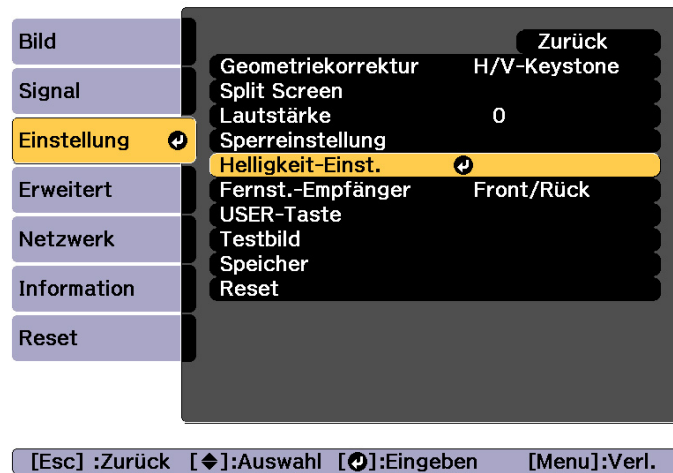 Bild
Signal
Einstellung
Erweitert
Netzwerk
Information
Reset
Zurück
Geometriekorrektur H/V-Keystone
Split Screen
Lautstärke 0
Sperreinstellung
Helligkeit-Einst.
Fernst.-Empfänger Front/Rück
USER-Taste
Testbild
Speicher
Reset
[Esc] :Zurück [◆]:Auswahl [↵]:Eingeben [Menu]:Verl.